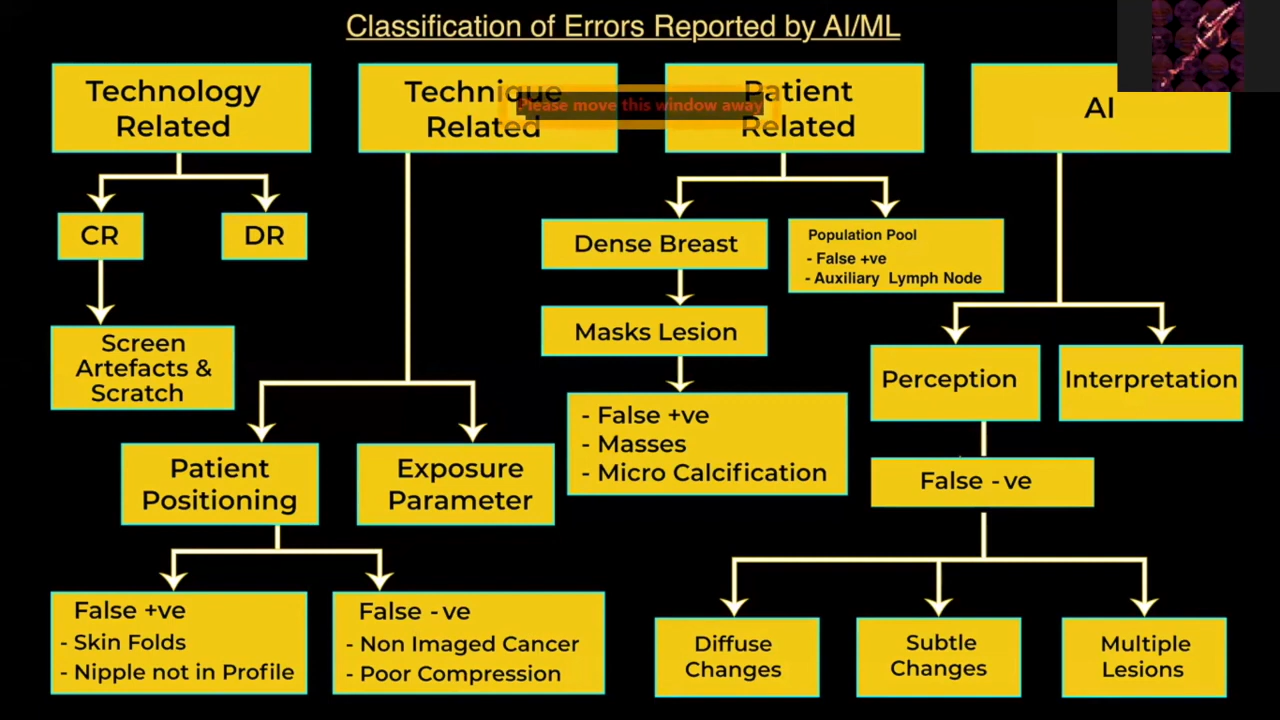 Classification of Errors Reported by AI/ML
Technology
Related
Technique
Related
Please move this window away
Patient
Related
AI
CR
DR
Screen
Artefacts &
Scratch
Patient
Positioning
Exposure
Parameter
False +ve
- Skin Folds
- Nipple not in Profile
False -ve
- Non Imaged Cancer
- Poor Compression
Dense Breast
Masks Lesion
- False +ve
- Masses
- Micro Calcification
Population Pool
- False +ve
- Auxiliary Lymph Node
Perception
Interpretation
False -ve
Diffuse
Changes
Subtle
Changes
Multiple
Lesions